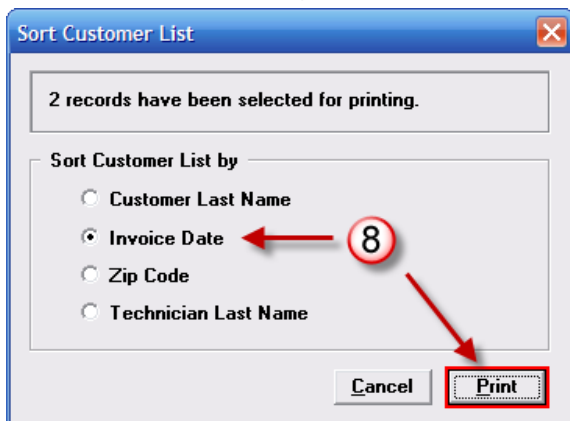 Sort Customer List
2 records have been selected for printing.
Sort Customer List by
Customer Last Name
Invoice Date
8
Zip Code
Technician Last Name
Cancel
Print